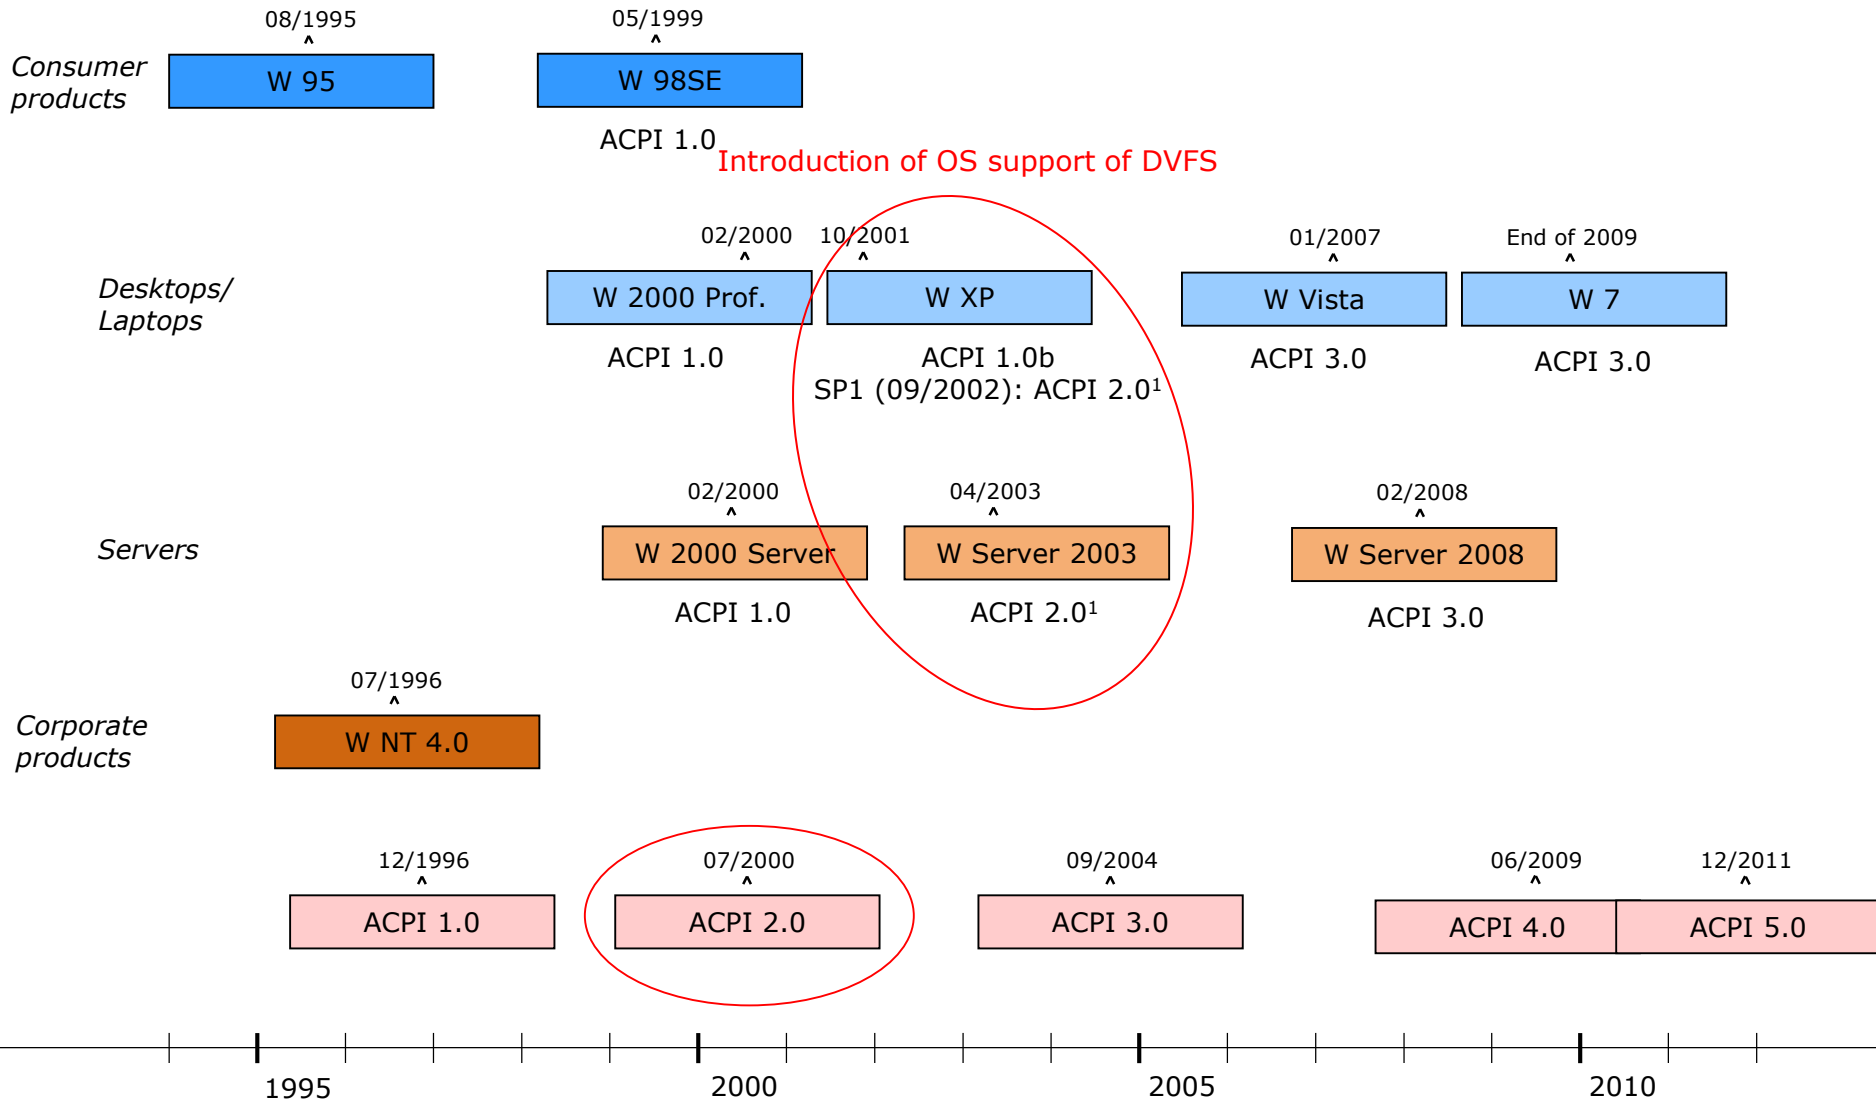 08/1995
05/1999
^
^
Consumer
products
W 95
W 98SE
ACPI 1.0
Introduction of OS support of DVFS
02/2000
10/2001
01/2007
End of 2009
^
^
^
^
Desktops/
Laptops
W 2000 Prof.
W XP
W Vista
W 7
ACPI 1.0
ACPI 1.0b
ACPI 3.0
ACPI 3.0
SP1 (09/2002): ACPI 2.0¹
02/2000
04/2003
02/2008
^
^
^
Servers
W 2000 Server
W Server 2003
W Server 2008
ACPI 1.0
ACPI 2.0¹
ACPI 3.0
07/1996
^
Corporate
products
W NT 4.0
12/1996
07/2000
09/2004
06/2009
12/2011
^
^
^
^
^
ACPI 1.0
ACPI 2.0
ACPI 3.0
ACPI 4.0
ACPI 5.0
1995
2000
2005
2010